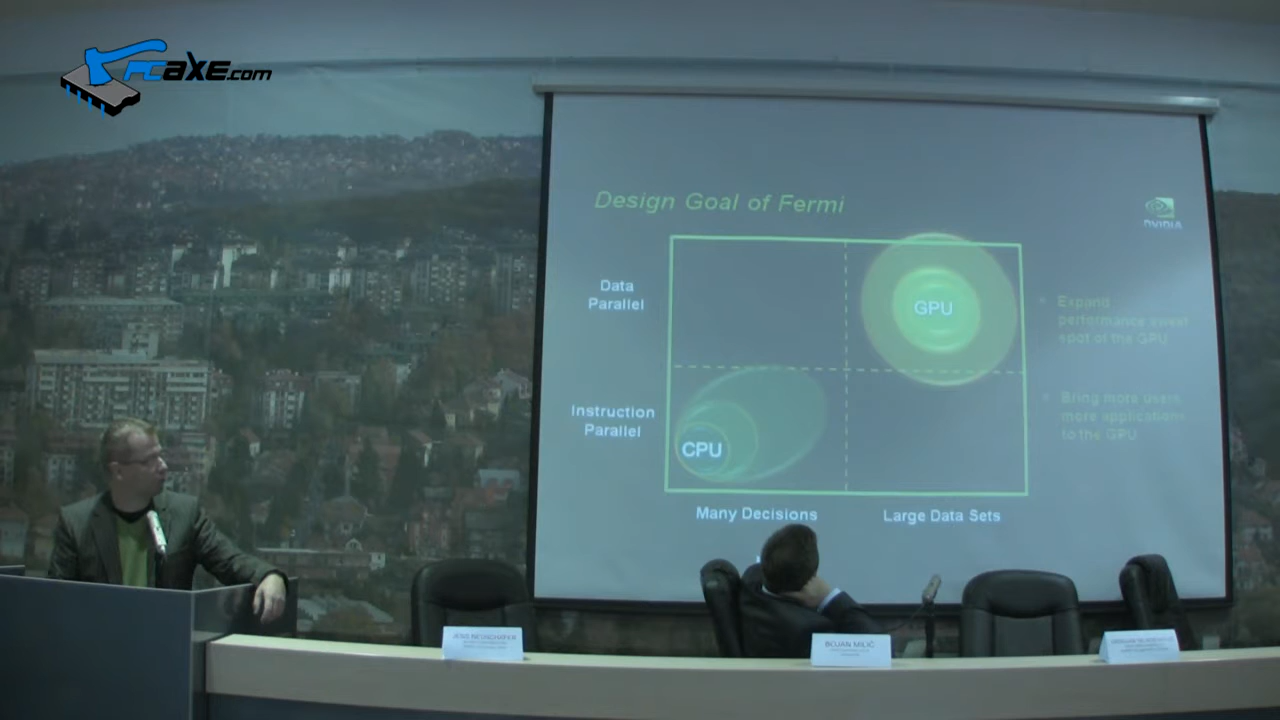 PCAXE.com
Design Goal of Fermi
NVIDIA
Data
Parallel
GPU
Expand
performance sweet
spot of the GPU
Instruction
Parallel
CPU
Bring more users,
more applications
to the GPU
Many Decisions
Large Data Sets
BOJAN MILIĆ